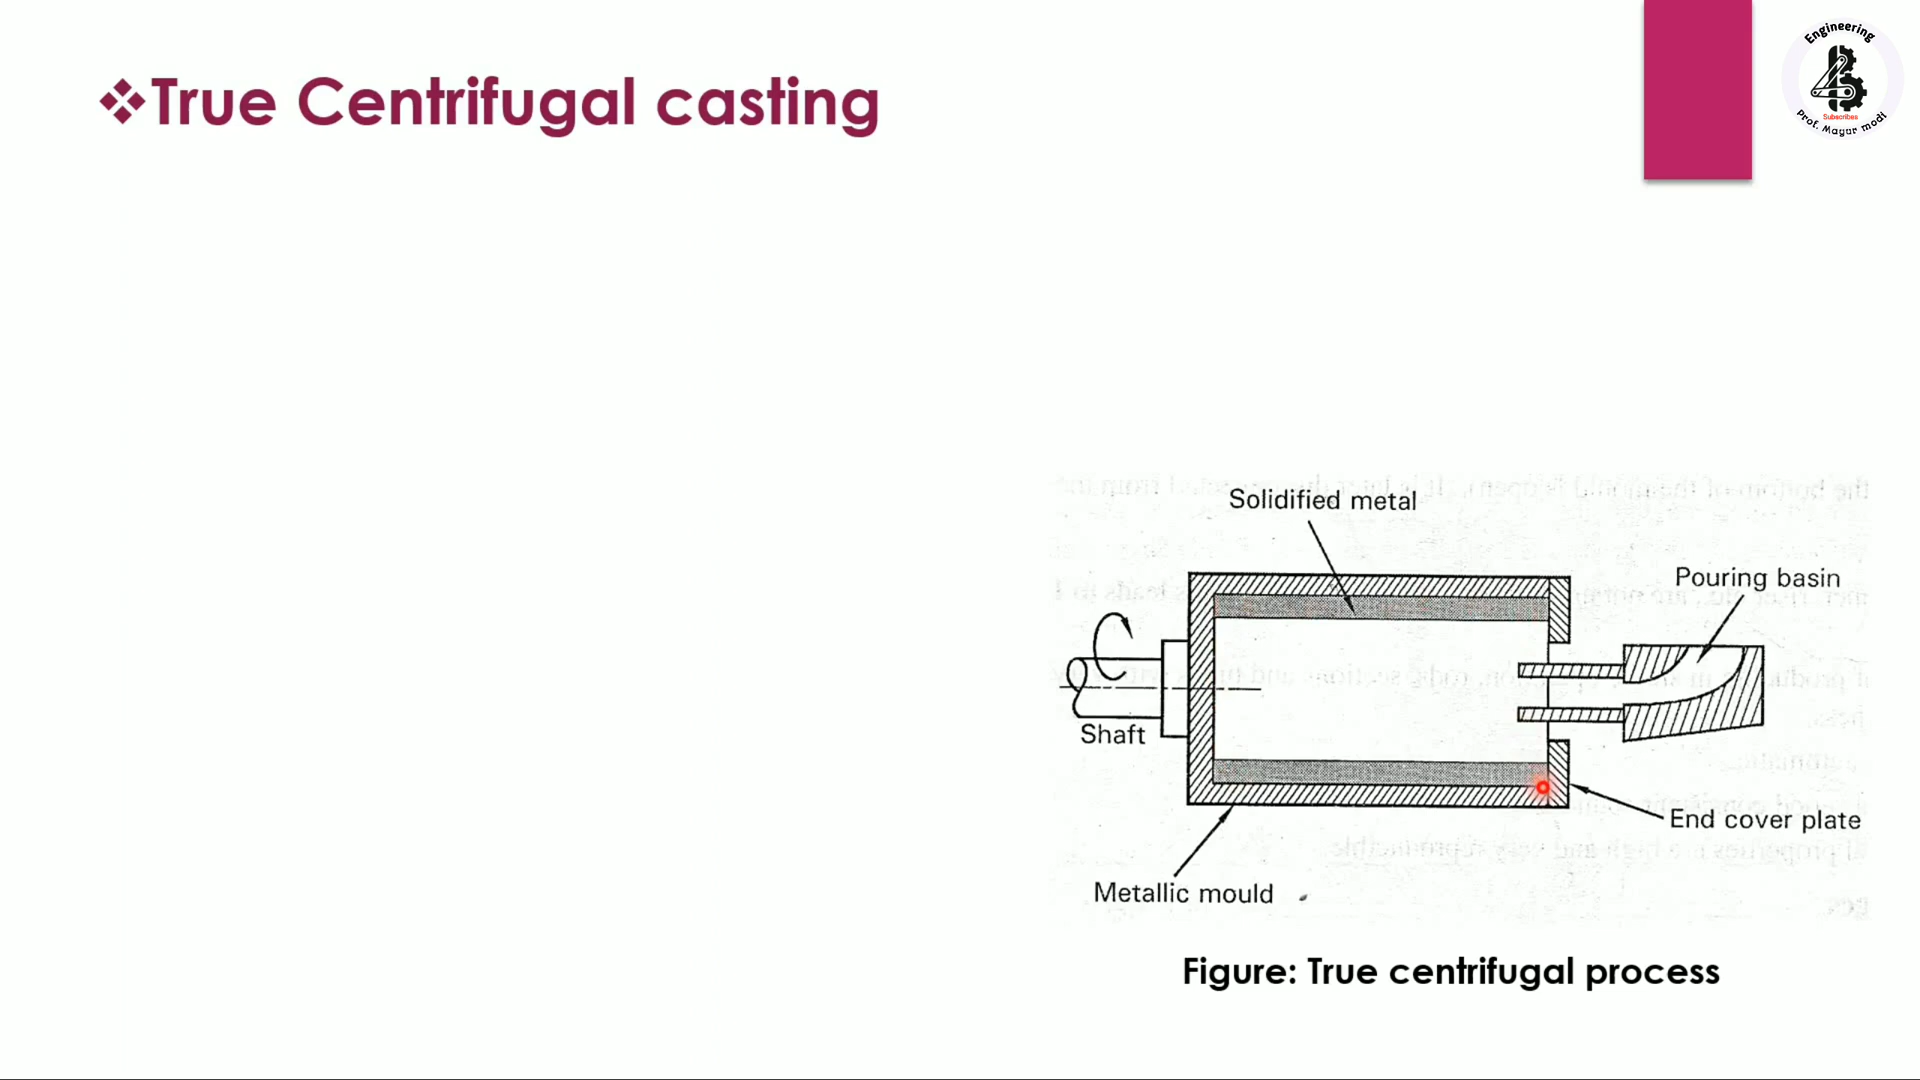 ❖True Centrifugal casting
Engineering
Subscribes
Prof. Mayur modi
Solidified metal
Pouring basin
Shaft
End cover plate
Metallic mould
Figure: True centrifugal process